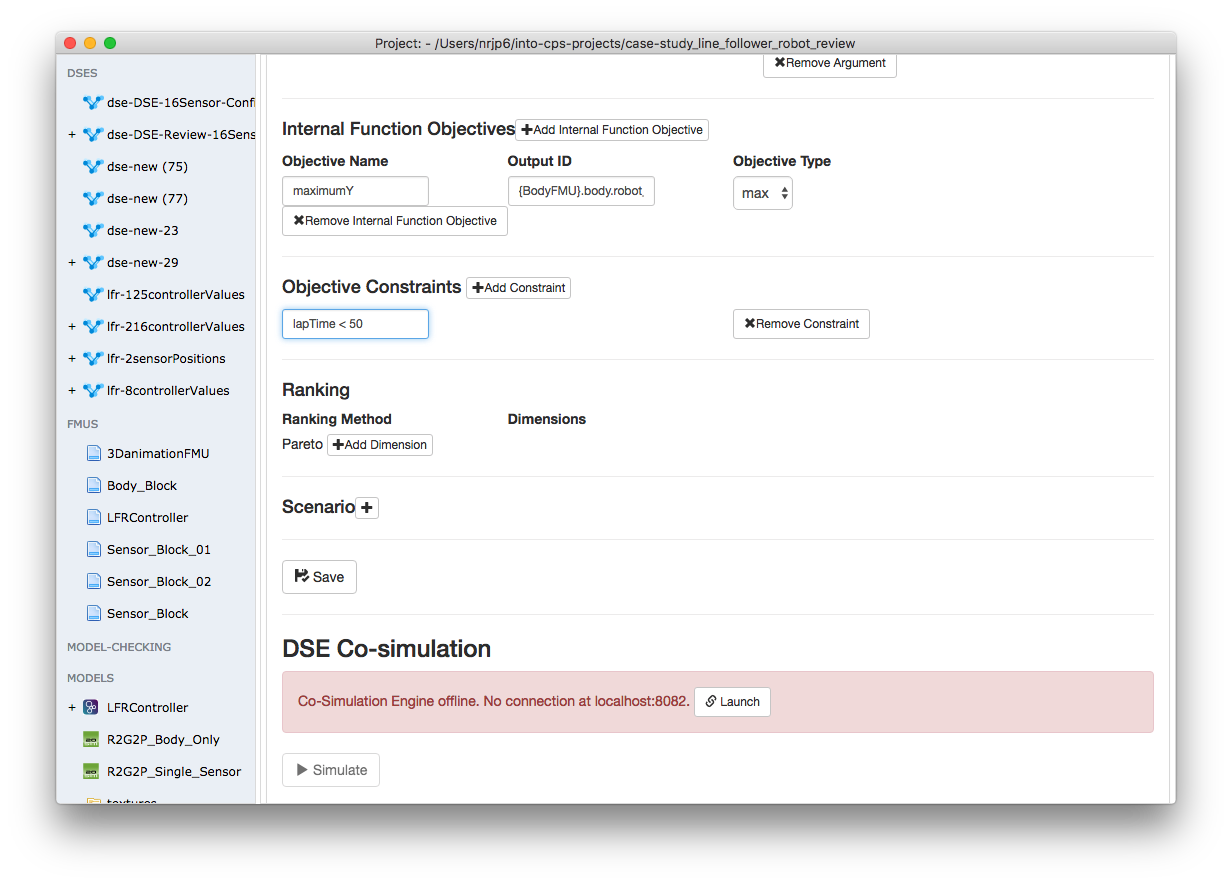 Project: - /Users/nrjp6/into-cps-projects/case-study_line_follower_robot_review
DSES
dse-DSE-16Sensor-Confi
+ dse-DSE-Review-16Sens
dse-new (75)
dse-new (77)
dse-new-23
+ dse-new-29
lfr-125controllerValues
+ lfr-216controllerValues
+ lfr-2sensorPositions
+ lfr-8controllerValues
FMUS
3DanimationFMU
Body_Block
LFRController
Sensor_Block_01
Sensor_Block_02
Sensor_Block
MODEL-CHECKING
MODELS
+ LFRController
R2G2P_Body_Only
R2G2P_Single_Sensor
textures
✖Remove Argument
Internal Function Objectives ✚Add Internal Function Objective
Objective Name Output ID Objective Type
maximumY {BodyFMU}.body.robot_ max
✖Remove Internal Function Objective
Objective Constraints ✚Add Constraint
lapTime < 50 ✖Remove Constraint
Ranking
Ranking Method Dimensions
Pareto ✚Add Dimension
Scenario ✚
Save
DSE Co-simulation
Co-Simulation Engine offline. No connection at localhost:8082. Launch
Simulate